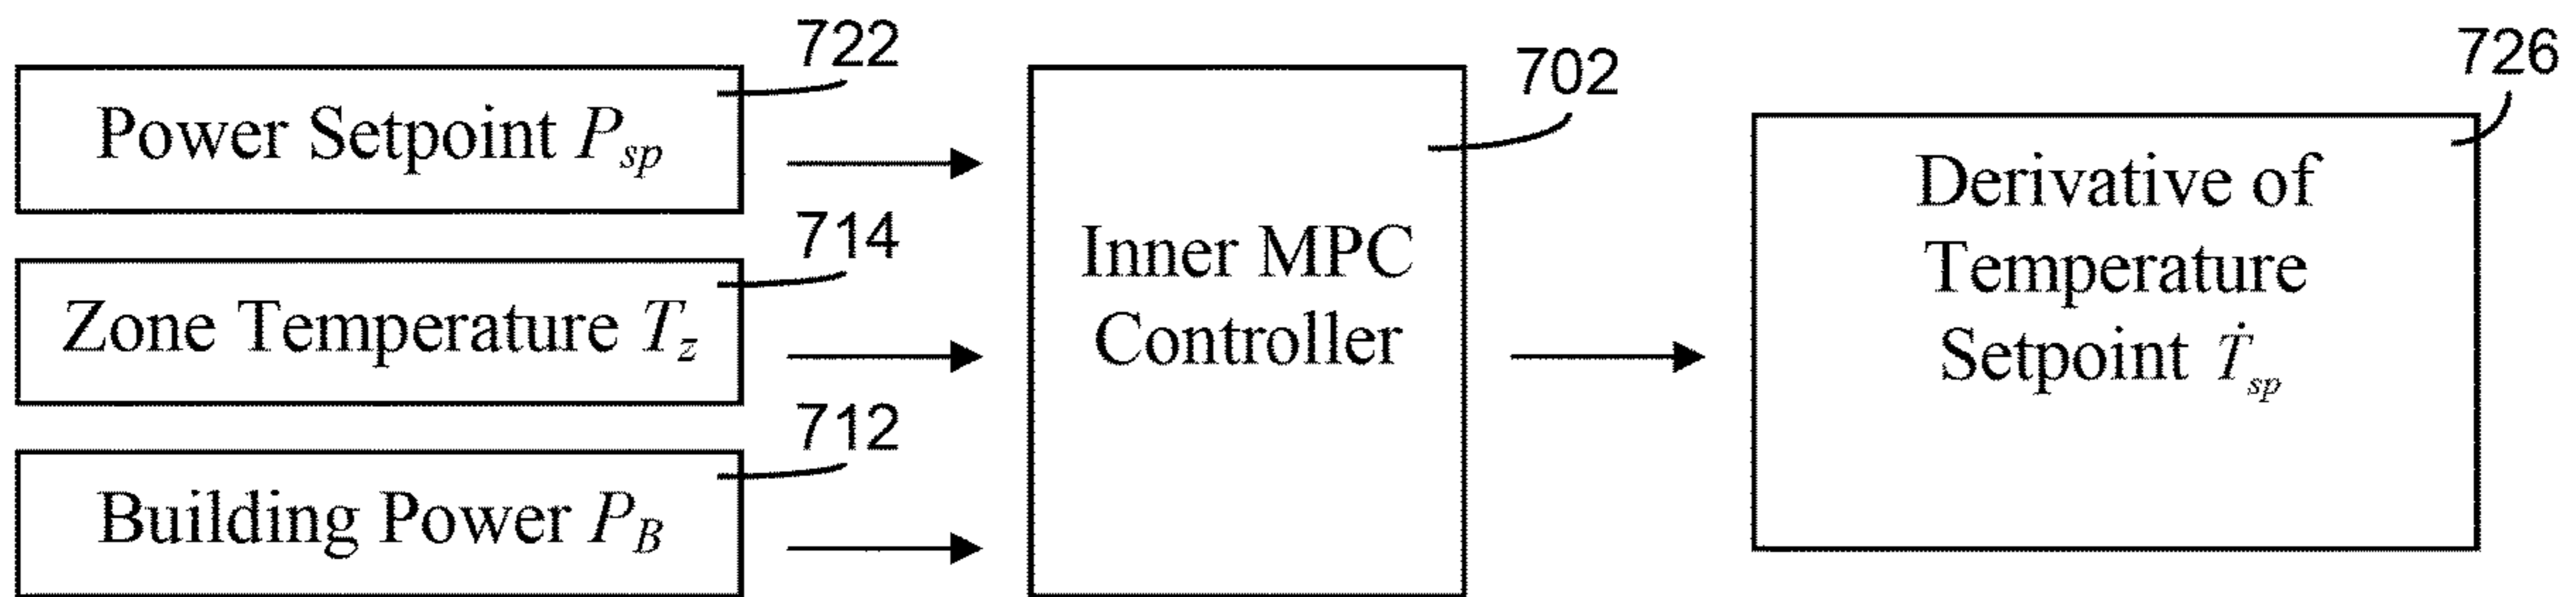 722
Power Setpoint P_sp
714
Zone Temperature T_z
712
Building Power P_B
702
Inner MPC
Controller
726
Derivative of
Temperature
Setpoint Ṫ_sp